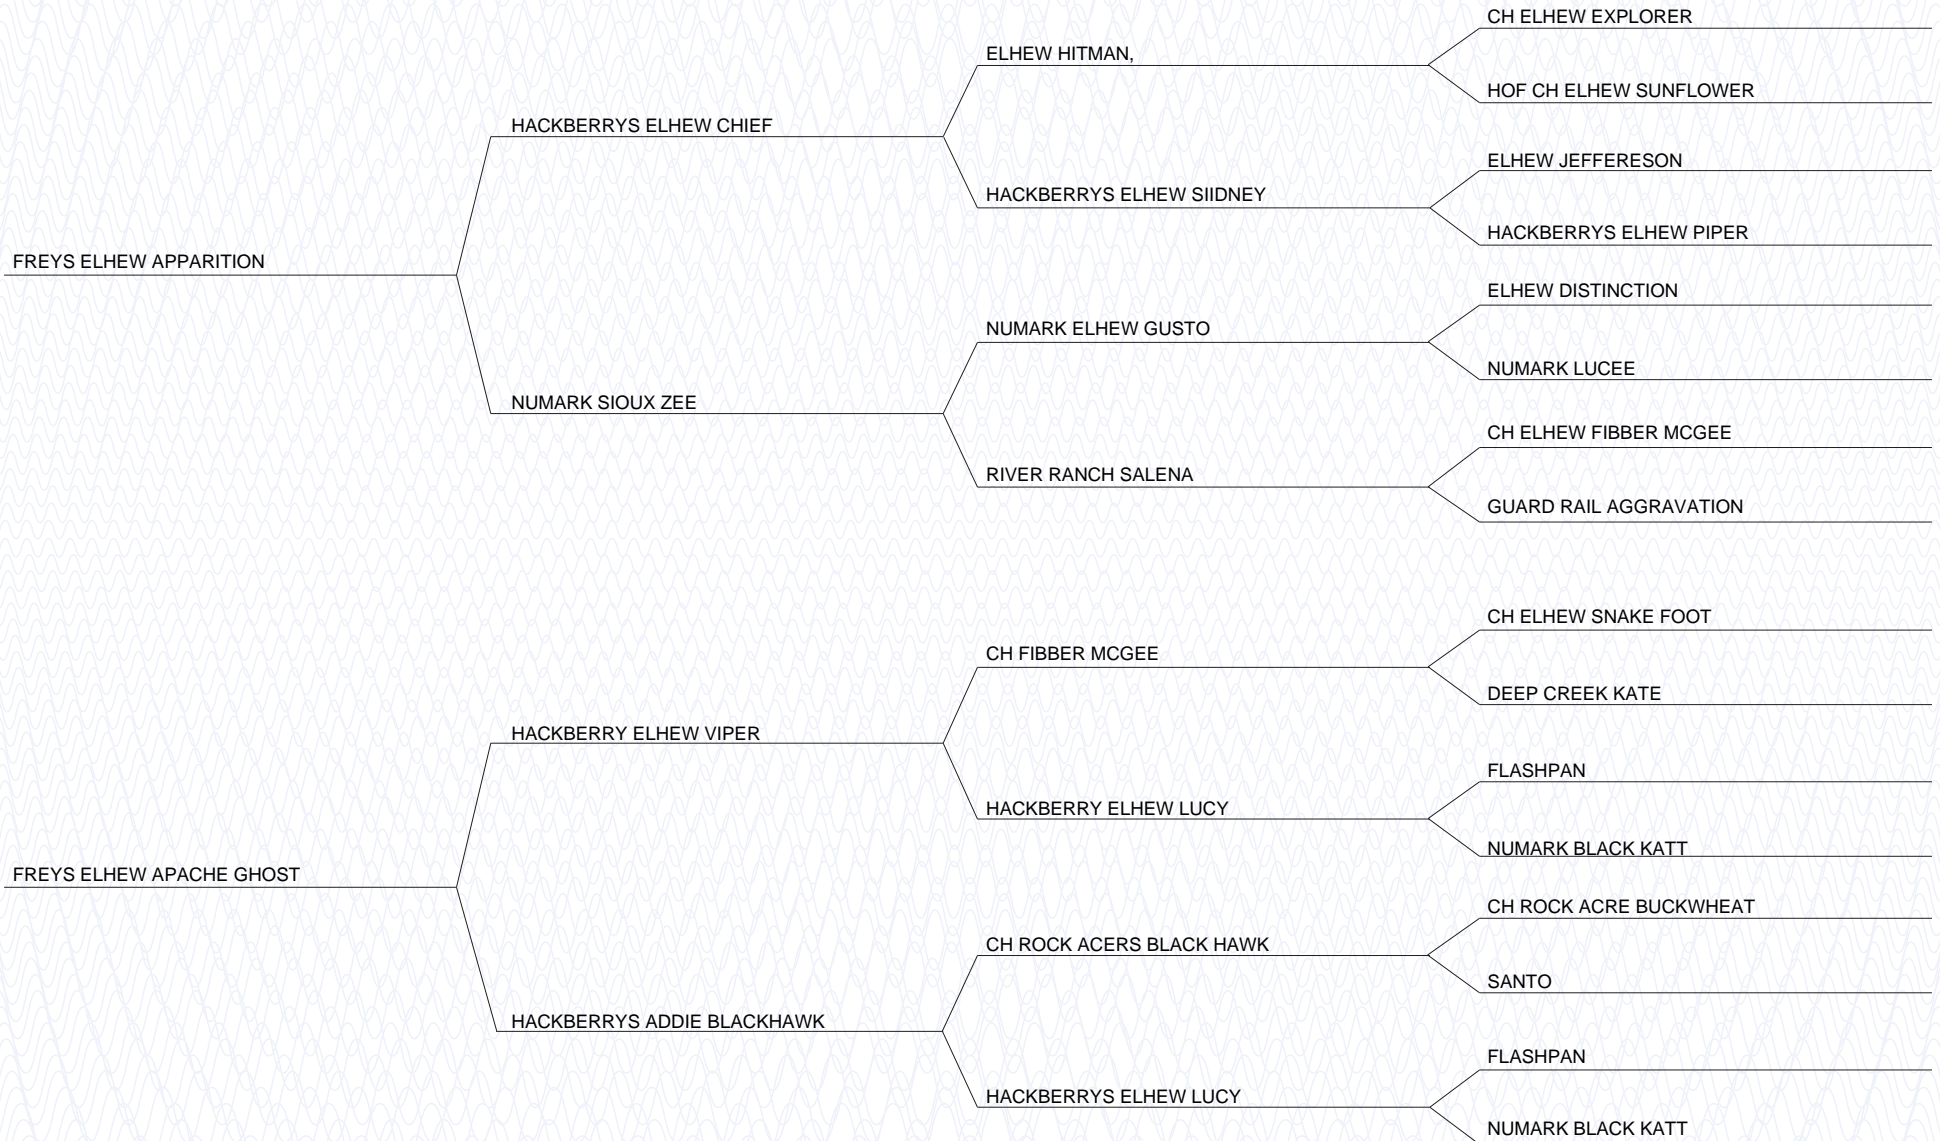 CH ELHEW EXPLORER
ELHEW HITMAN,
HOF CH ELHEW SUNFLOWER
HACKBERRYS ELHEW CHIEF
ELHEW JEFFERESON
HACKBERRYS ELHEW SIIDNEY
HACKBERRYS ELHEW PIPER
FREYS ELHEW APPARITION
ELHEW DISTINCTION
NUMARK ELHEW GUSTO
NUMARK LUCEE
NUMARK SIOUX ZEE
CH ELHEW FIBBER MCGEE
RIVER RANCH SALENA
GUARD RAIL AGGRAVATION
CH ELHEW SNAKE FOOT
CH FIBBER MCGEE
DEEP CREEK KATE
HACKBERRY ELHEW VIPER
FLASHPAN
HACKBERRY ELHEW LUCY
NUMARK BLACK KATT
FREYS ELHEW APACHE GHOST
CH ROCK ACRE BUCKWHEAT
CH ROCK ACERS BLACK HAWK
SANTO
HACKBERRYS ADDIE BLACKHAWK
FLASHPAN
HACKBERRYS ELHEW LUCY
NUMARK BLACK KATT